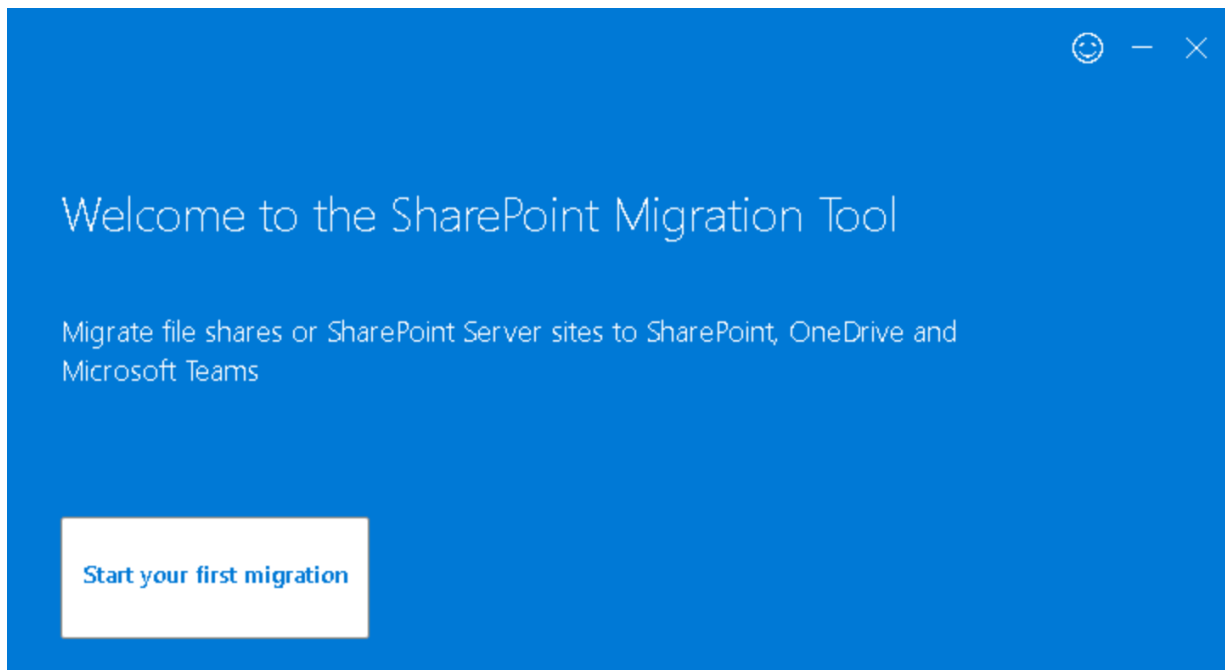 Welcome to the SharePoint Migration Tool
Migrate file shares or SharePoint Server sites to SharePoint, OneDrive and
Microsoft Teams
Start your first migration